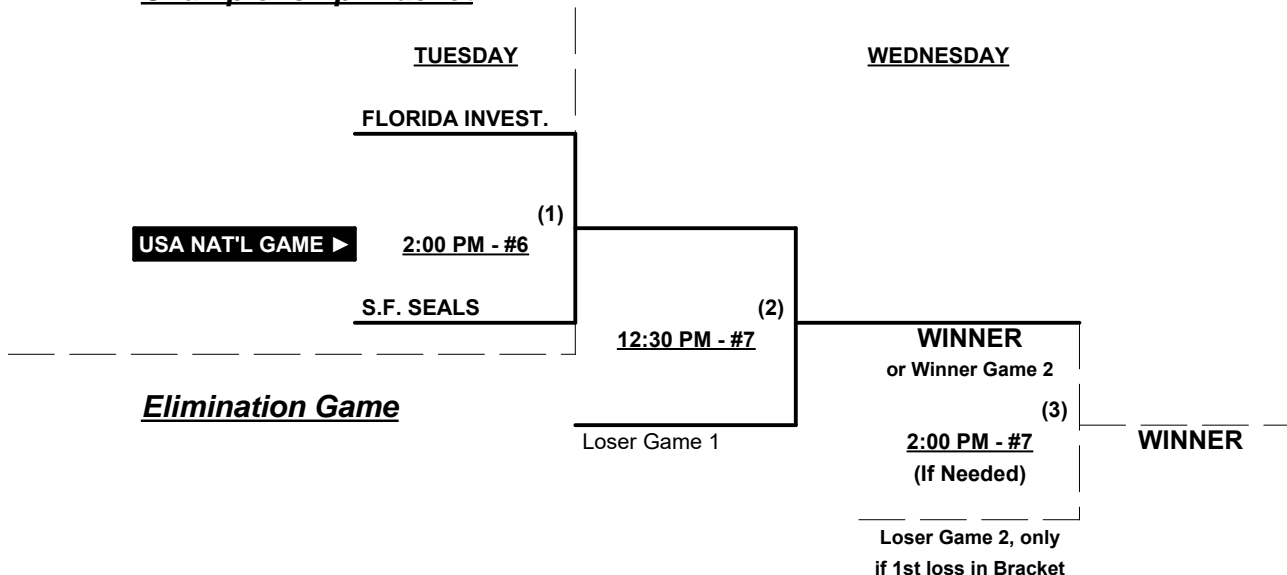 TUESDAY
WEDNESDAY
FLORIDA INVEST.
(1)
USA NAT'L GAME ►
2:00 PM - #6
S.F. SEALS
(2)
12:30 PM - #7
WINNER
or Winner Game 2
Elimination Game
(3)
Loser Game 1
2:00 PM - #7
WINNER
(If Needed)
Loser Game 2, only
if 1st loss in Bracket